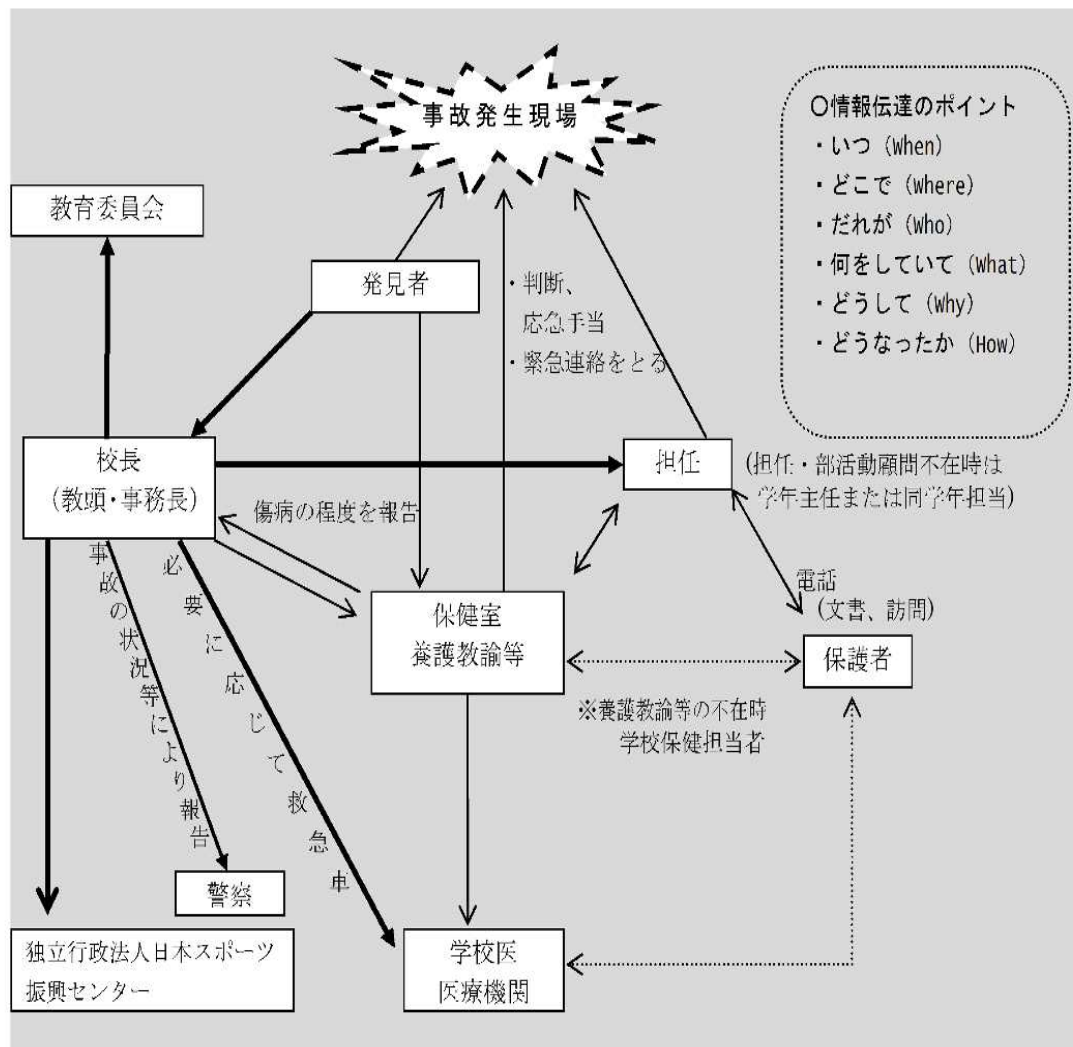 事故発生現場
○情報伝達のポイント
・いつ (When)
・どこで (Where)
・だれが (Who)
・何をしていて (What)
・どうして (Why)
・どうなったか (How)
教育委員会
発見者
・判断、
応急手当
・緊急連絡をとる
校長
(教頭・事務長)
担任
(担任・部活動顧問不在時は
学年主任または同学年担当)
傷病の程度を報告
事故の状況等により報告
必要に応じて救急車
保健室
養護教諭等
電話
(文書、訪問)
保護者
※養護教諭等の不在時
学校保健担当者
警察
独立行政法人日本スポーツ
振興センター
学校医
医療機関